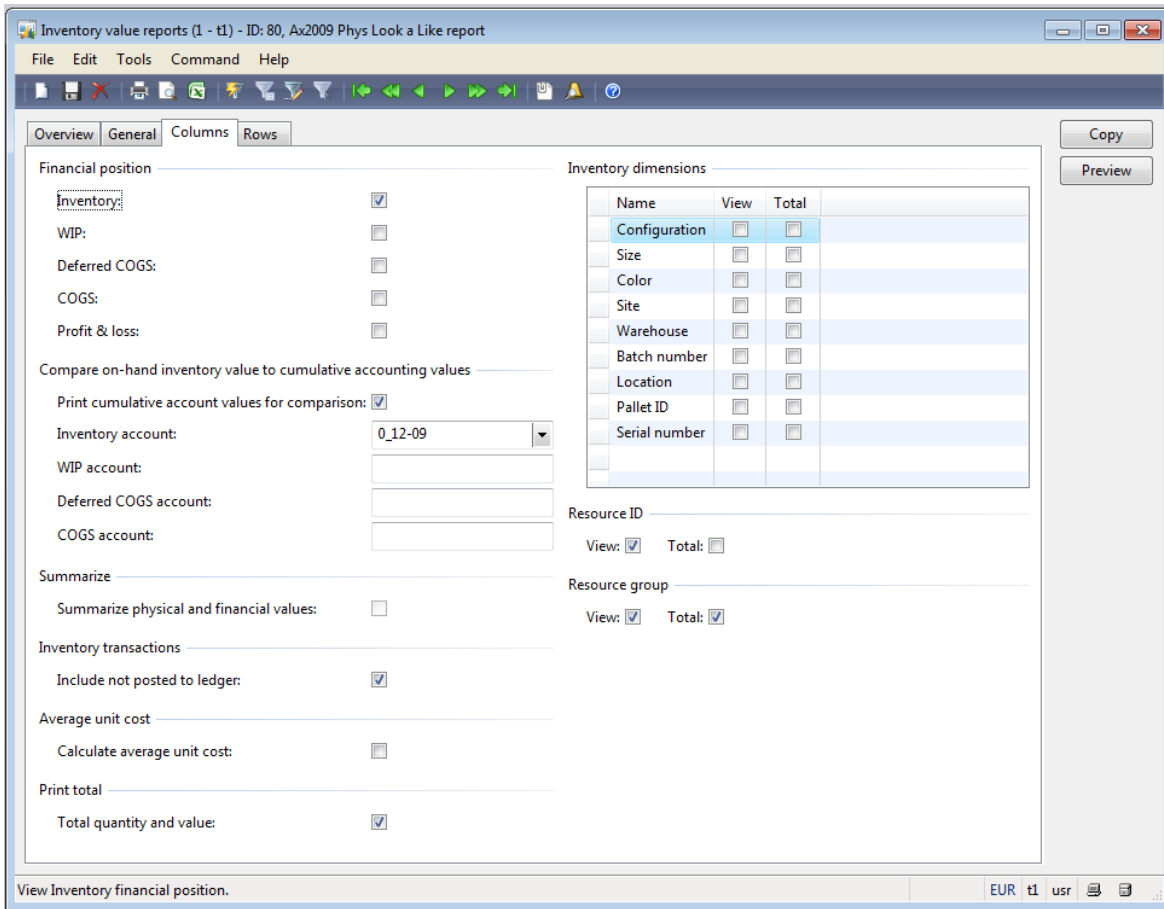 Inventory value reports (1 - t1) - ID: 80, Ax2009 Phys Look a Like report
File Edit Tools Command Help
Overview General Columns Rows
Copy
Preview
Financial position
Inventory:
WIP:
Deferred COGS:
COGS:
Profit & loss:
Compare on-hand inventory value to cumulative accounting values
Print cumulative account values for comparison:
Inventory account: 0_12-09
WIP account:
Deferred COGS account:
COGS account:
Summarize
Summarize physical and financial values:
Inventory transactions
Include not posted to ledger:
Average unit cost
Calculate average unit cost:
Print total
Total quantity and value:
Inventory dimensions
Name View Total
Configuration
Size
Color
Site
Warehouse
Batch number
Location
Pallet ID
Serial number
Resource ID
View: Total:
Resource group
View: Total:
View Inventory financial position.
EUR t1 usr